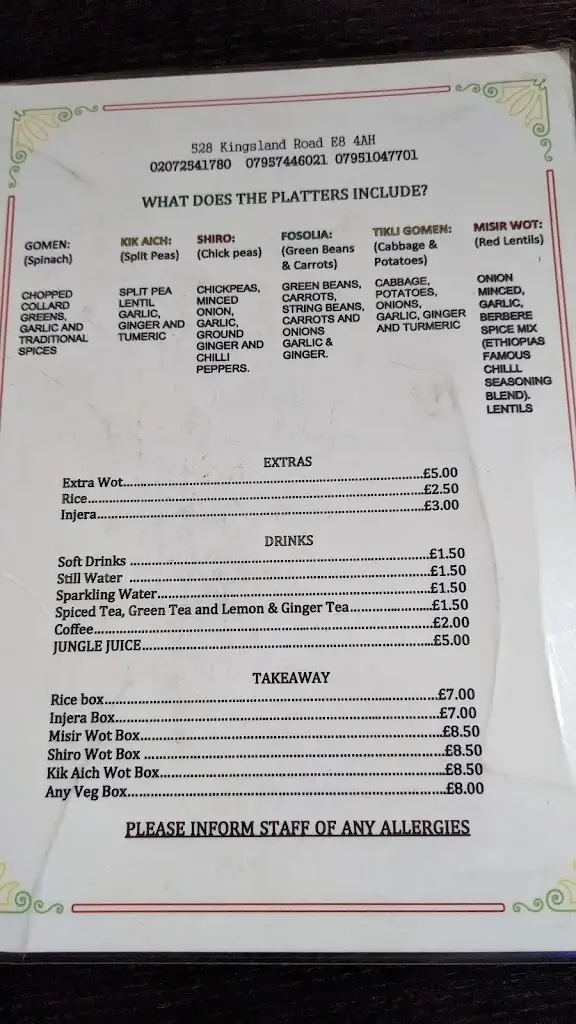 528 Kingsland Road E8 4AH
02072541780 07957446021 07951047701
WHAT DOES THE PLATTERS INCLUDE?
GOMEN:
(Spinach)
CHOPPED
COLLARD
GREENS,
GARLIC AND
TRADITIONAL
SPICES
KIK AICH:
(Split Peas)
SPLIT PEA
LENTIL
GARLIC,
GINGER AND
TUMERIC
SHIRO:
(Chick peas)
CHICKPEAS,
MINCED
ONION,
GARLIC,
GROUND
GINGER AND
CHILLI
PEPPERS.
FOSOLIA:
(Green Beans
& Carrots)
GREEN BEANS,
CARROTS,
STRING BEANS,
CARROTS AND
ONIONS
GARLIC &
GINGER.
TIKLI GOMEN:
(Cabbage &
Potatoes)
CABBAGE,
POTATOES,
ONIONS,
GARLIC, GINGER
AND TURMERIC
MISIR WOT:
(Red Lentils)
ONION
MINCED,
GARLIC,
BERBERE
SPICE MIX
(ETHIOPIAS
FAMOUS
CHILLL
SEASONING
BLEND).
LENTILS
EXTRAS
Extra Wot....................£5.00
Rice....................£2.50
Injera....................£3.00
DRINKS
Soft Drinks ....................£1.50
Still Water ....................£1.50
Sparkling Water....................£1.50
Spiced Tea, Green Tea and Lemon & Ginger Tea....................£1.50
Coffee....................£2.00
JUNGLE JUICE....................£5.00
TAKEAWAY
Rice box....................£7.00
Injera Box....................£7.00
Misir Wot Box....................£8.50
Shiro Wot Box ....................£8.50
Kik Aich Wot Box....................£8.50
Any Veg Box....................£8.00
PLEASE INFORM STAFF OF ANY ALLERGIES